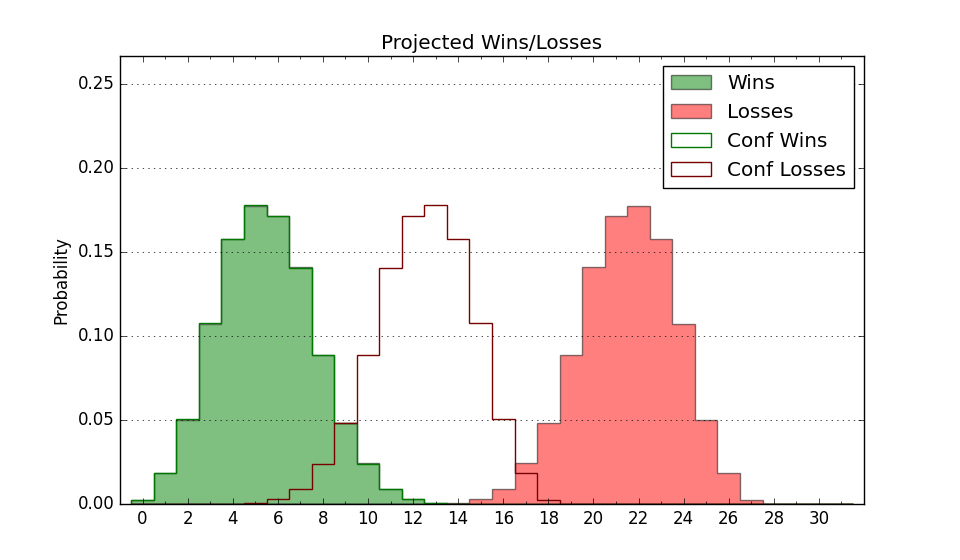 Projected Wins/Losses
Wins
Losses
Conf Wins
Conf Losses
Probability
0.25
0.20
0.15
0.10
0.05
0.00
0 2 4 6 8 10 12 14 16 18 20 22 24 26 28 30